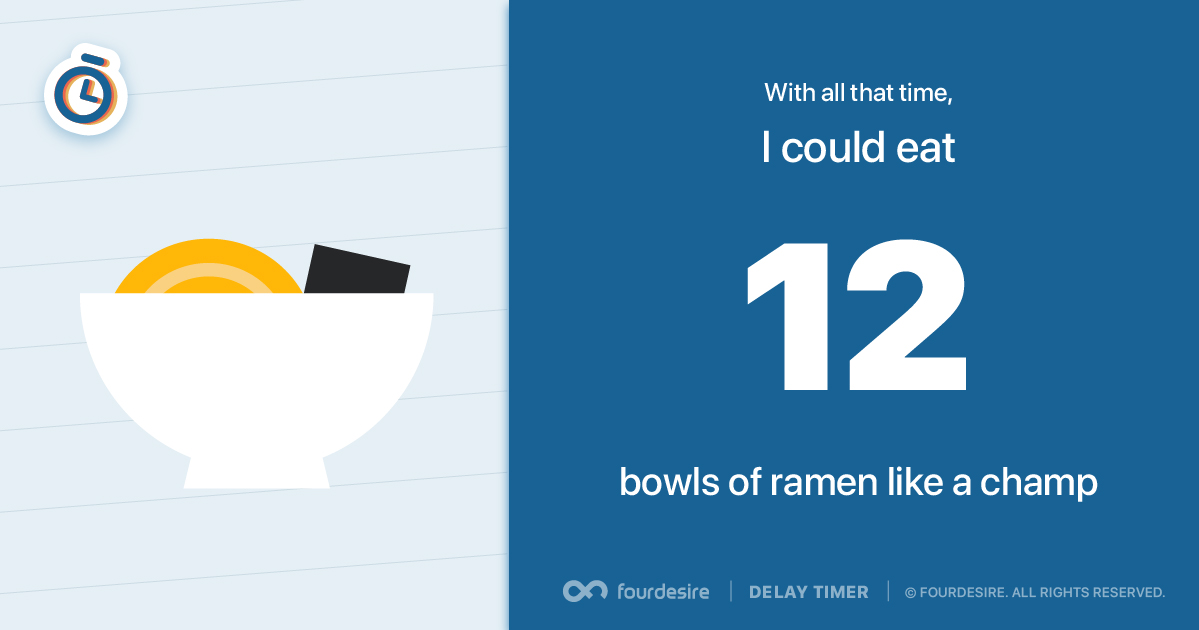 With all that time,
I could eat
12
bowls of ramen like a champ
fourdesire | DELAY TIMER | © FOURDESIRE. ALL RIGHTS RESERVED.